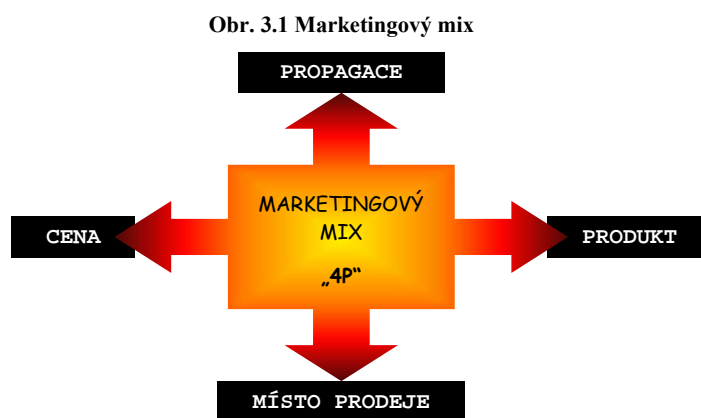 Obr. 3.1 Marketingový mix
PROPAGACE
MARKETINGOVÝ
MIX
„4P“
CENA
PRODUKT
MÍSTO PRODEJE